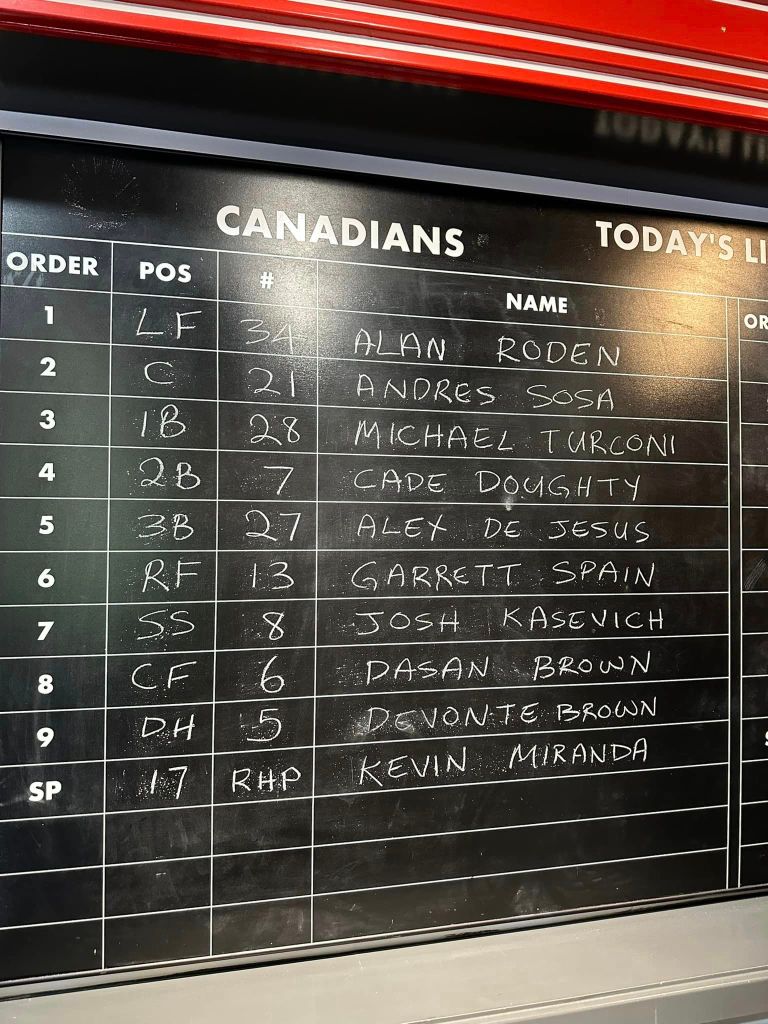 CANADIANS TODAY'S LI
ORDER POS # NAME OR
1 LF 34 ALAN RODEN
2 C 21 ANDRES SOSA
3 1B 28 MICHAEL TURCONI
4 2B 7 CADE DOUGHTY
5 3B 27 ALEX DE JESUS
6 RF 13 GARRETT SPAIN
7 SS 8 JOSH KASEVICH
8 CF 6 DASAN BROWN
9 DH 5 DEVONTE BROWN
SP 17 RHP KEVIN MIRANDA